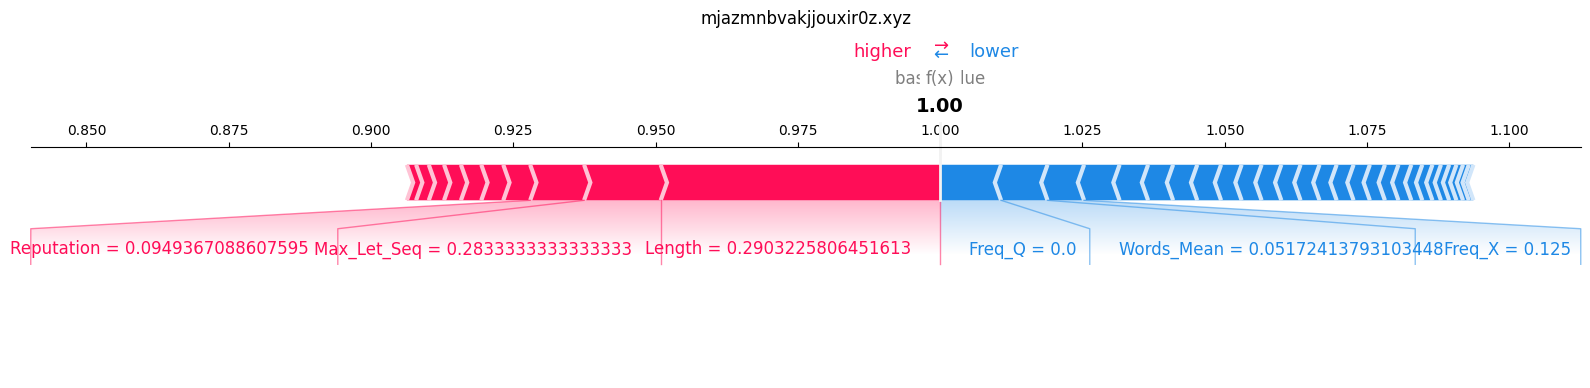 mjazmnbvakjjouxir0z.xyz
higher ⇄ lower
bas f(x) lue
1.00
0.850 0.875 0.900 0.925 0.950 0.975 1.000 1.025 1.050 1.075 1.100
Reputation = 0.0949367088607595 Max_Let_Seq = 0.2833333333333333 Length = 0.2903225806451613 Freq_Q = 0.0 Words_Mean = 0.05172413793103448 Freq_X = 0.125